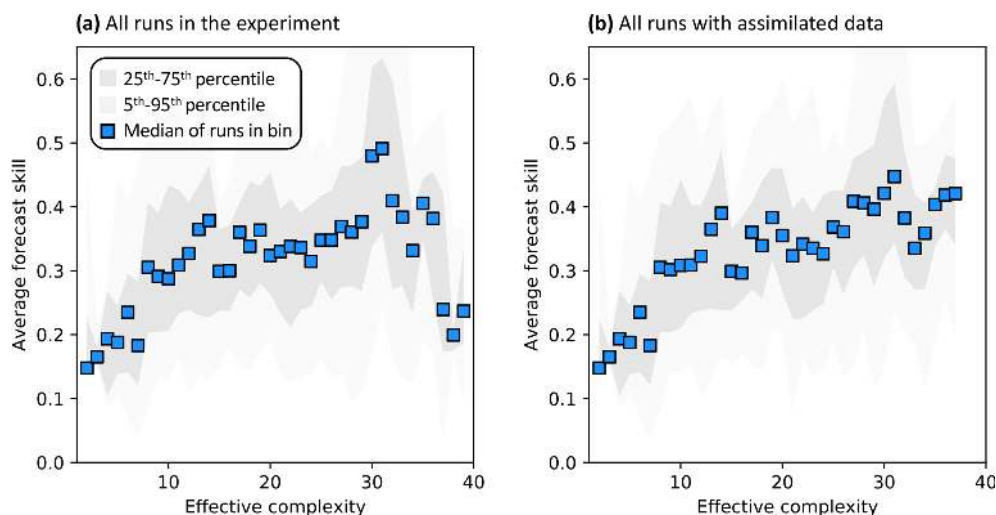 (a) All runs in the experiment
0.6
0.5
0.4
0.3
0.2
0.1
0.0
Average forecast skill
25th-75th percentile
5th-95th percentile
Median of runs in bin
10 20 30 40
Effective complexity
(b) All runs with assimilated data
0.6
0.5
0.4
0.3
0.2
0.1
0.0
Average forecast skill
10 20 30 40
Effective complexity